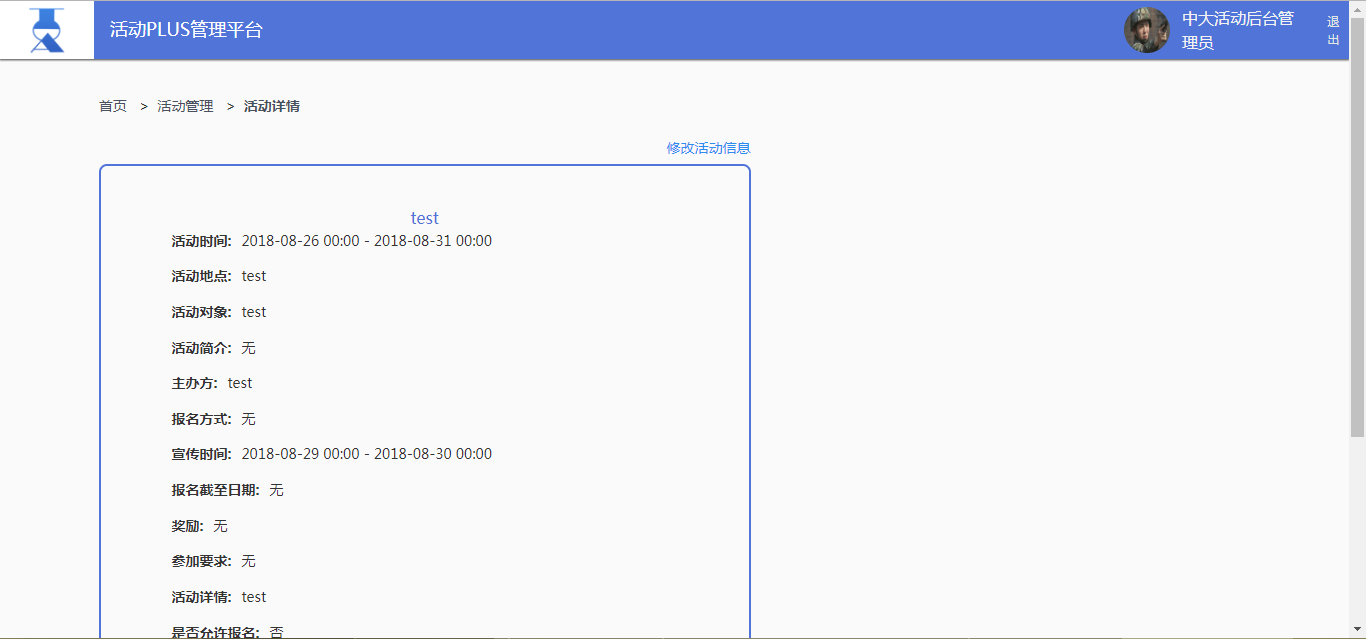 活动PLUS管理平台
中大活动后台管
理员
退
出
首页 > 活动管理 > 活动详情
修改活动信息
test
活动时间: 2018-08-26 00:00 - 2018-08-31 00:00
活动地点: test
活动对象: test
活动简介: 无
主办方: test
报名方式: 无
宣传时间: 2018-08-29 00:00 - 2018-08-30 00:00
报名截至日期: 无
奖励: 无
参加要求: 无
活动详情: test
是否允许报名: 否